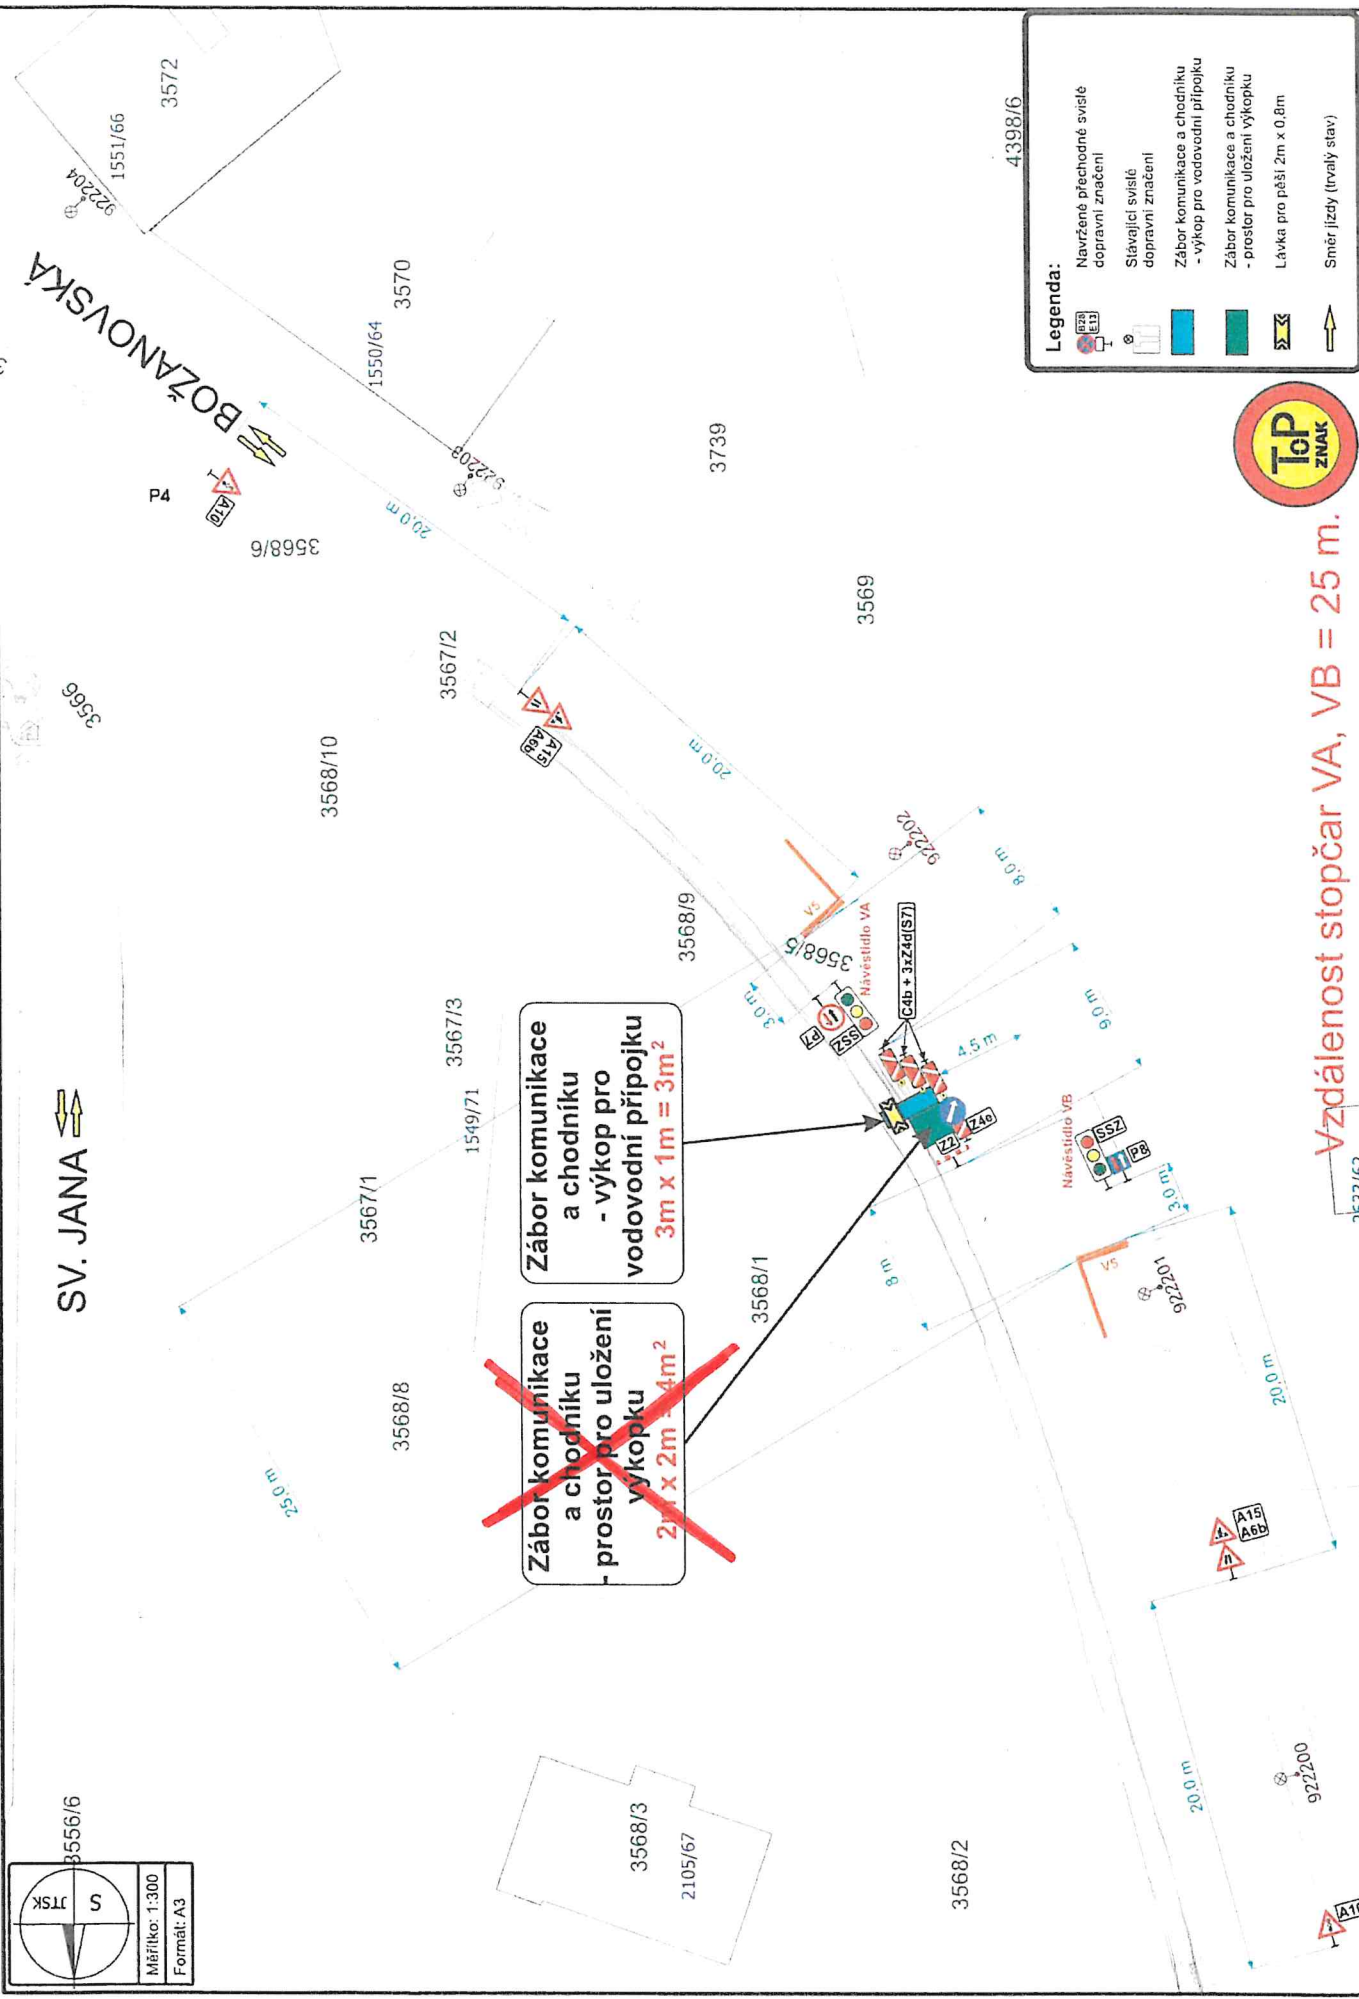 JTSK
S
Měřítko: 1:300
Formát: A3
3556/6
SV. JANA
3566
BOŽANOVSKÁ
P4
A10
3568/6
922204
1551/66
3572
1550/64
3570
922203
20,0 m
3568/10
3567/2
A15
A6b
3739
3569
4398/6
20,0 m
3567/1
3567/3
1549/71
3568/9
3568/5
V5
Návěstidlo VA
922202
8,0 m
3,0 m
P7
SSZ
C4b + 3xZ4d(S7)
9,0 m
4,5 m
Z2
Z4e
Návěstidlo VB
SSZ
P8
3,0 m
8 m
V5
922201
20,0 m
3568/8
25,0 m
3568/1
Zábor komunikace
a chodníku
- výkop pro
vodovodní přípojku
3m x 1m = 3m²
Zábor komunikace
a chodníku
- prostor pro uložení
výkopku
2m x 2m = 4m²
3568/3
2105/67
3568/2
A15
A6b
20,0 m
922200
Vzdálenost stopčar VA, VB = 25 m.
ToP
ZNAK
Legenda:
B28
E13
Navržené přechodné svislé
dopravní značení
Stávající svislé
dopravní značení
Zábor komunikace a chodníku
- výkop pro vodovodní přípojku
Zábor komunikace a chodníku
- prostor pro uložení výkopku
Lávka pro pěší 2m x 0,8m
Směr jízdy (trvalý stav)